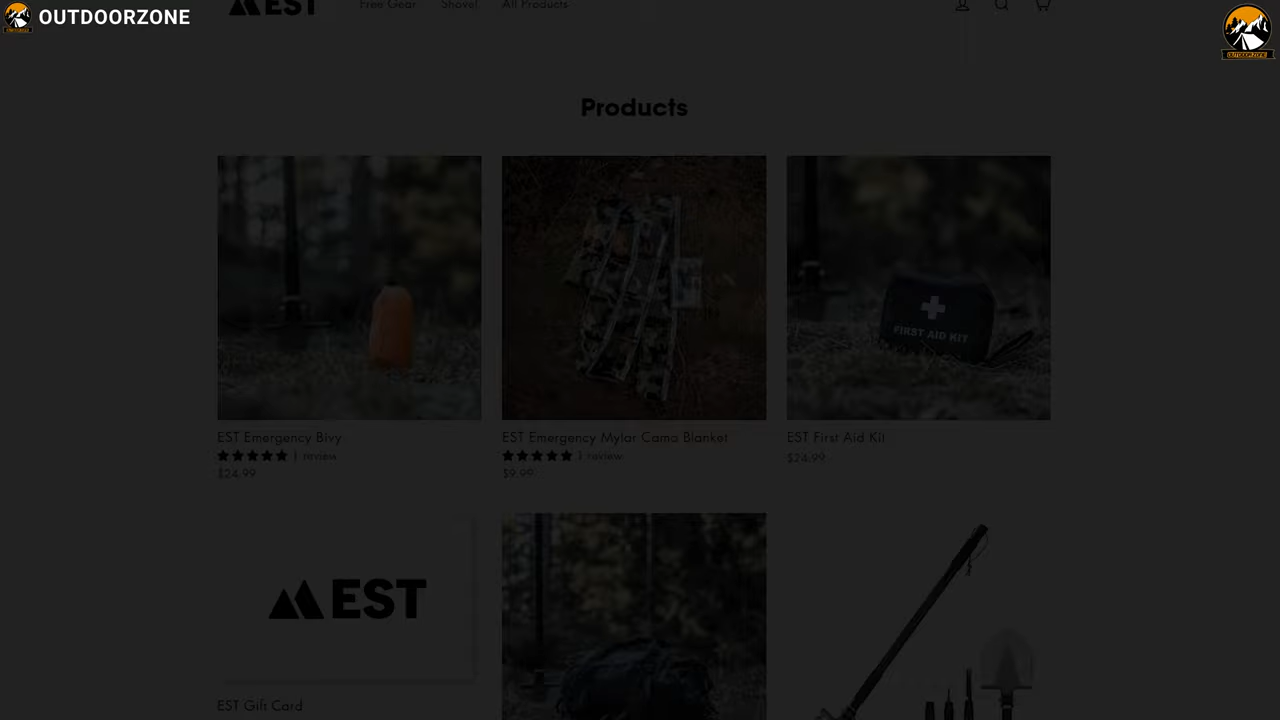 OUTDOORZONE
EST
Free Gear Shovel All Products
Products
FIRST AID KIT
EST Emergency Bivy
1 review
$24.99
EST Emergency Mylar Camo Blanket
1 review
$9.99
EST First Aid Kit
$24.99
EST
EST Gift Card